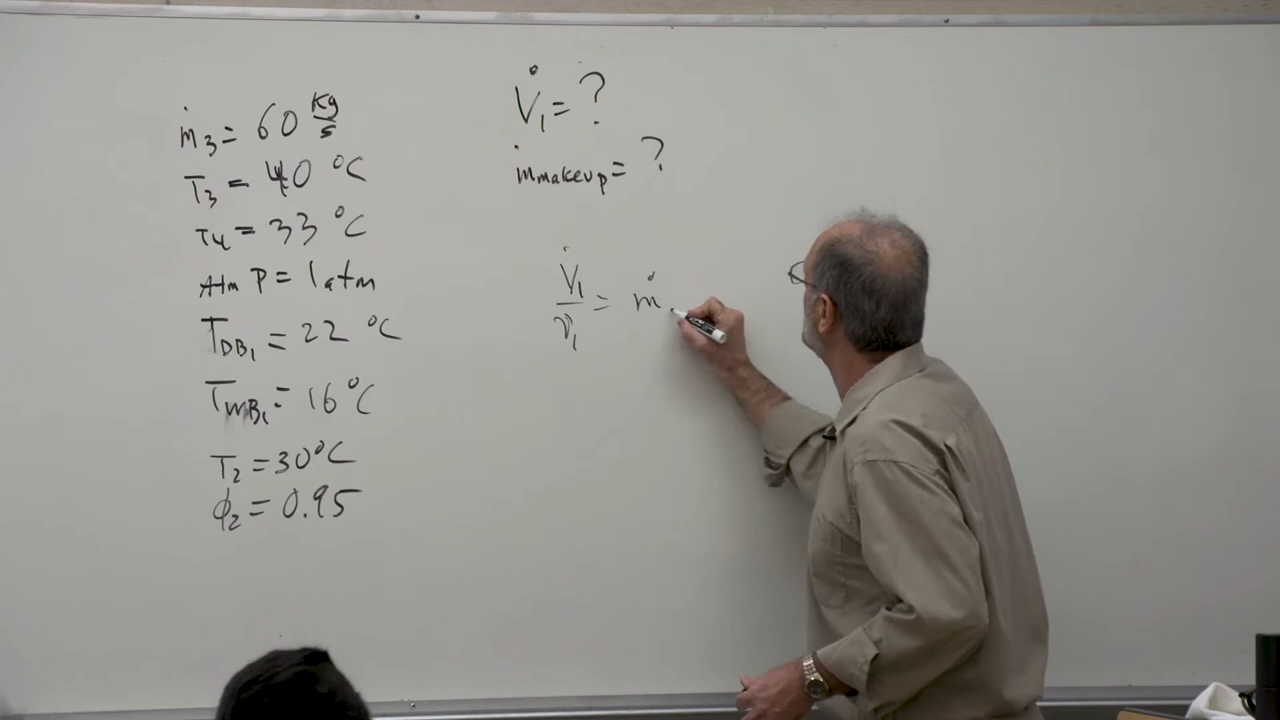 ṁ₃ = 60 kg/s
T₃ = 40 °C
T₄ = 33 °C
Atm P = 1 atm
T_DB₁ = 22 °C
T_WB₁ = 16 °C
T₂ = 30 °C
ϕ₂ = 0.95
V̇₁ = ?
ṁ makeup = ?
V̇₁/v₁ = ṁ